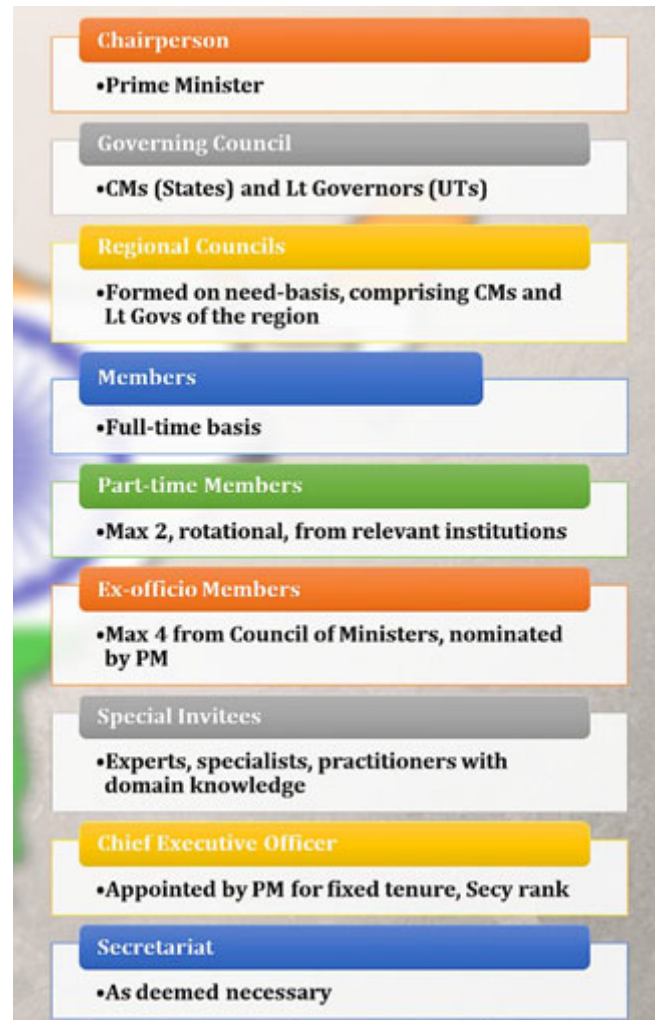 Chairperson
•Prime Minister
Governing Council
•CMs (States) and Lt Governors (UTs)
Regional Councils
•Formed on need-basis, comprising CMs and
Lt Govs of the region
Members
•Full-time basis
Part-time Members
•Max 2, rotational, from relevant institutions
Ex-officio Members
•Max 4 from Council of Ministers, nominated
by PM
Special Invitees
•Experts, specialists, practitioners with
domain knowledge
Chief Executive Officer
•Appointed by PM for fixed tenure, Secy rank
Secretariat
•As deemed necessary